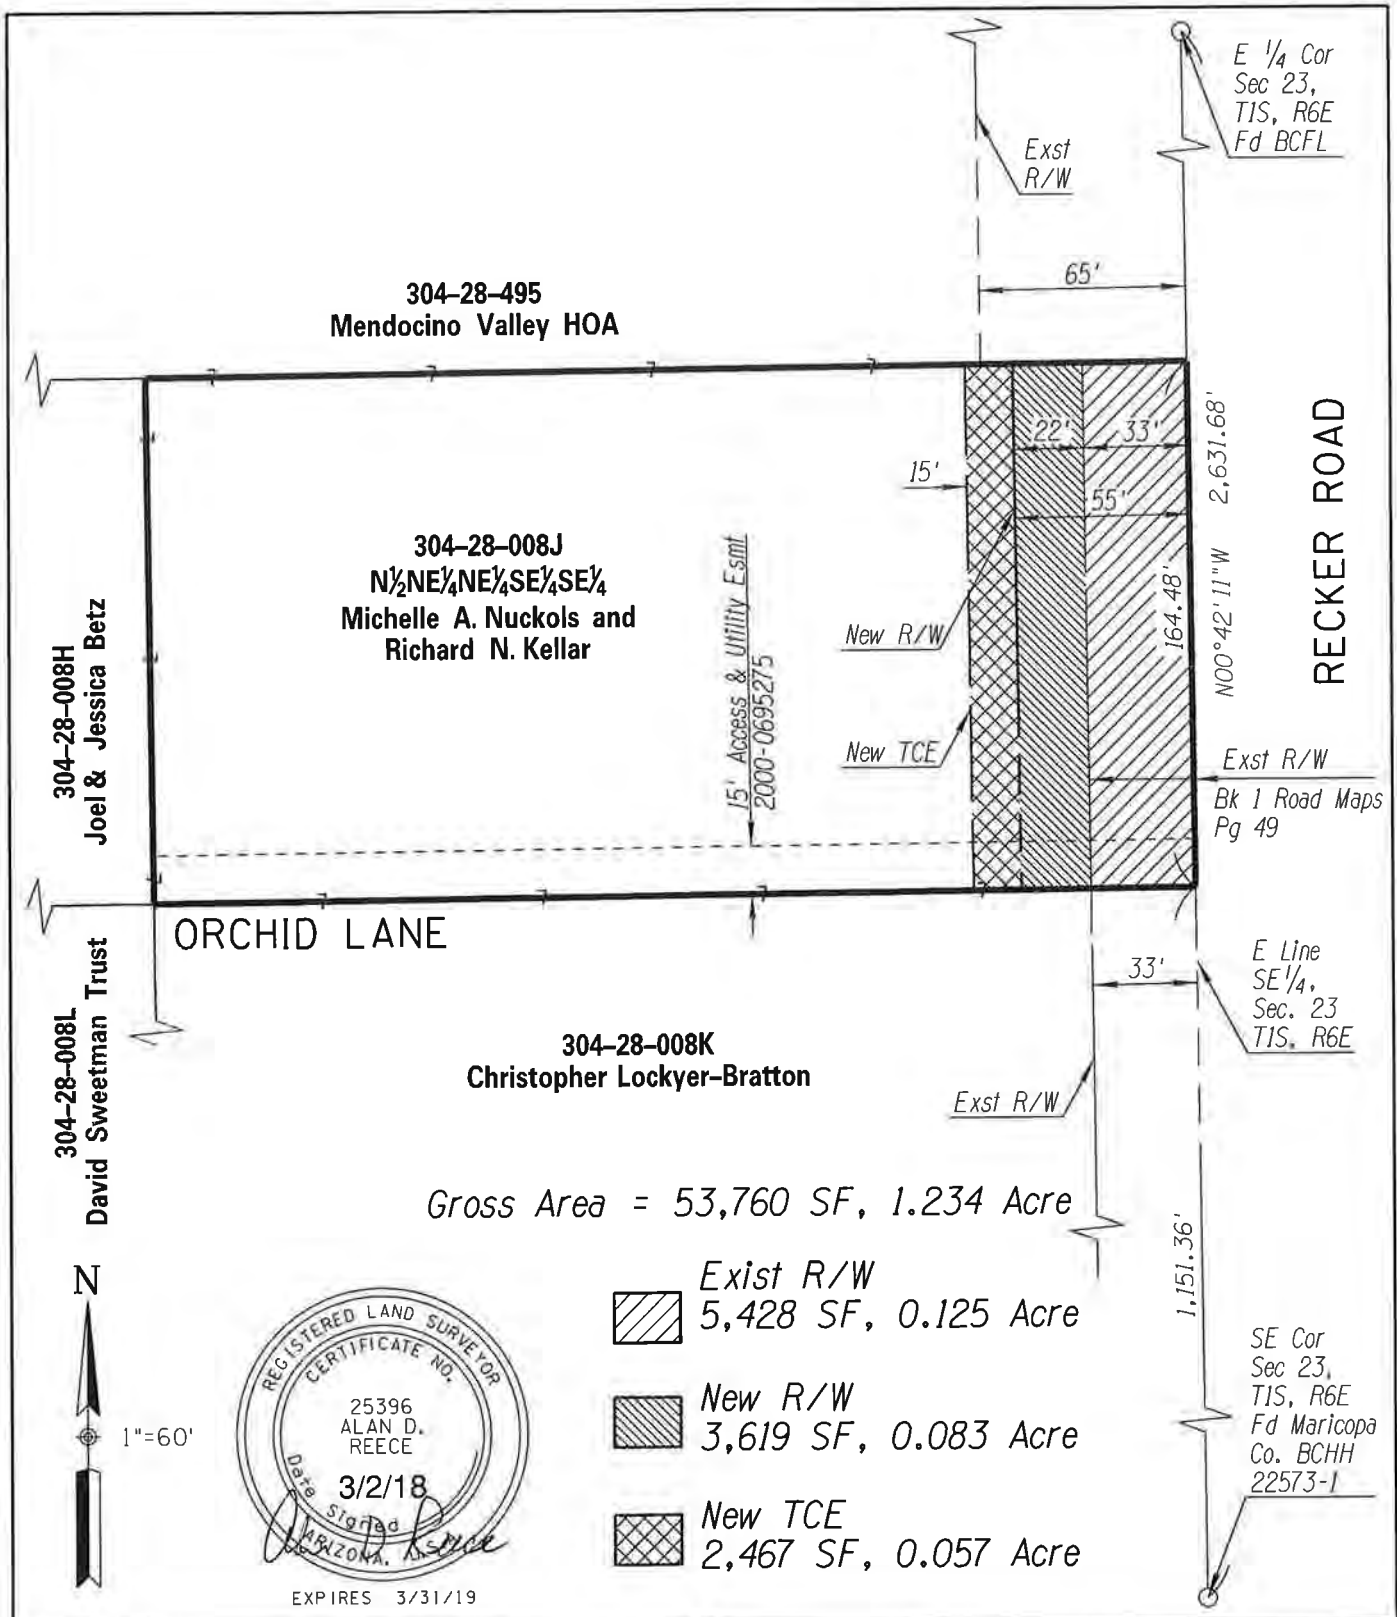 E 1/4 Cor
Sec 23,
T1S, R6E
Fd BCFL
Exst
R/W
65'
304-28-495
Mendocino Valley HOA
22'
33'
15'
55'
2,631.68'
N00°42'11"W
164.48'
RECKER ROAD
304-28-008J
N½NE¼NE¼SE¼SE¼
Michelle A. Nuckols and
Richard N. Kellar
15' Access & Utility Esmt
2000-0695275
New R/W
New TCE
304-28-008H
Joel & Jessica Betz
Exst R/W
Bk 1 Road Maps
Pg 49
ORCHID LANE
33'
E Line
SE 1/4,
Sec. 23
T1S, R6E
304-28-008L
David Sweetman Trust
304-28-008K
Christopher Lockyer-Bratton
Exst R/W
1,151.36'
Gross Area = 53,760 SF, 1.234 Acre
Exist R/W
5,428 SF, 0.125 Acre
New R/W
3,619 SF, 0.083 Acre
New TCE
2,467 SF, 0.057 Acre
N
1"=60'
REGISTERED LAND SURVEYOR
CERTIFICATE NO.
25396
ALAN D.
REECE
3/2/18
Date Signed
ARIZONA, U.S.A.
EXPIRES 3/31/19
SE Cor
Sec 23,
T1S, R6E
Fd Maricopa
Co. BCHH
22573-1